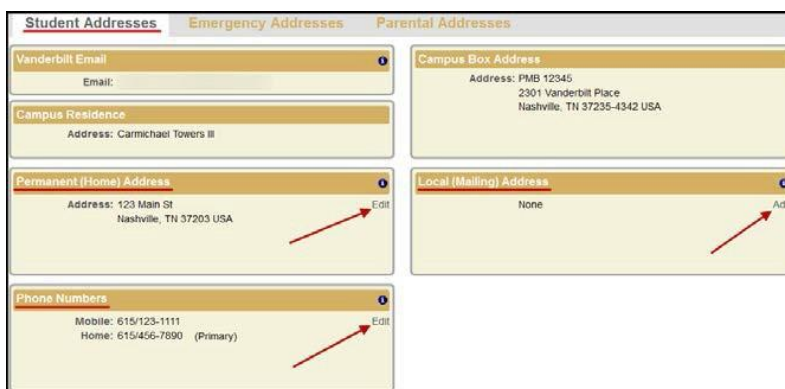 Student Addresses Emergency Addresses Parental Addresses
Vanderbilt Email
Email:
Campus Residence
Address: Carmichael Towers III
Campus Box Address
Address: PMB 12345
2301 Vanderbilt Place
Nashville, TN 37235-4342 USA
Permanent (Home) Address
Address: 123 Main St Edit
Nashville, TN 37203 USA
Local (Mailing) Address
None Ad
Phone Numbers
Mobile: 615/123-1111 Edit
Home: 615/456-7890 (Primary)